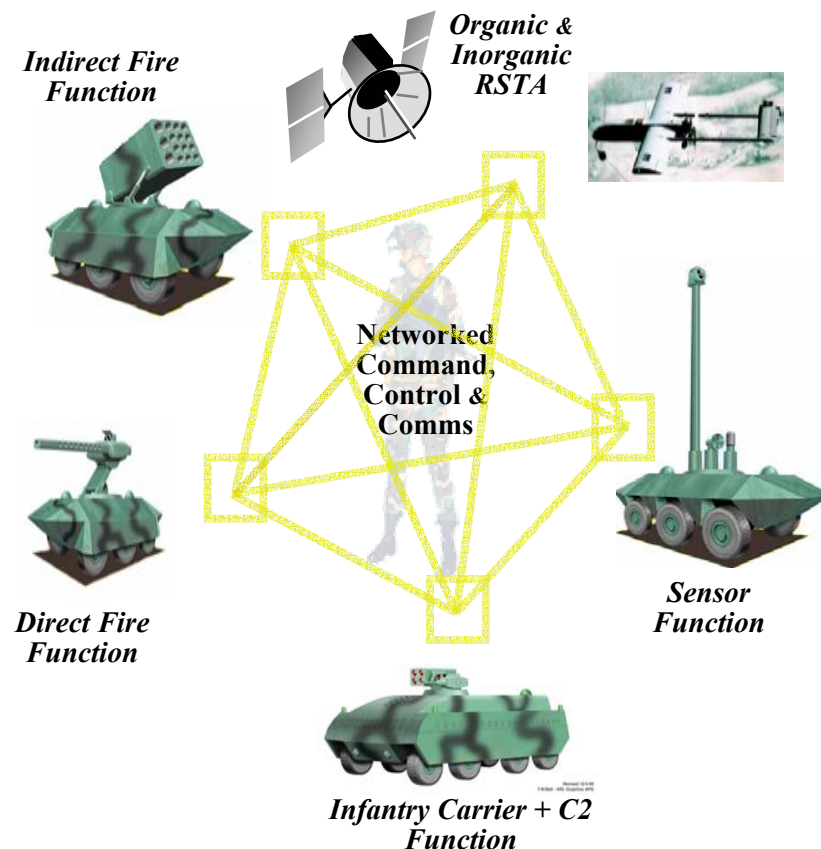 Organic &
Inorganic
RSTA
Indirect Fire
Function
Networked
Command,
Control &
Comms
Direct Fire
Function
Sensor
Function
Infantry Carrier + C2
Function